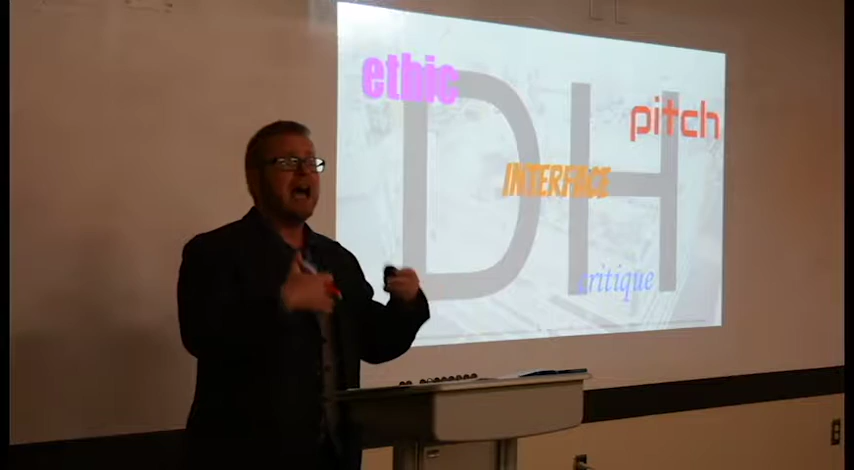 ethic
DH
pitch
INTERFACE
critique